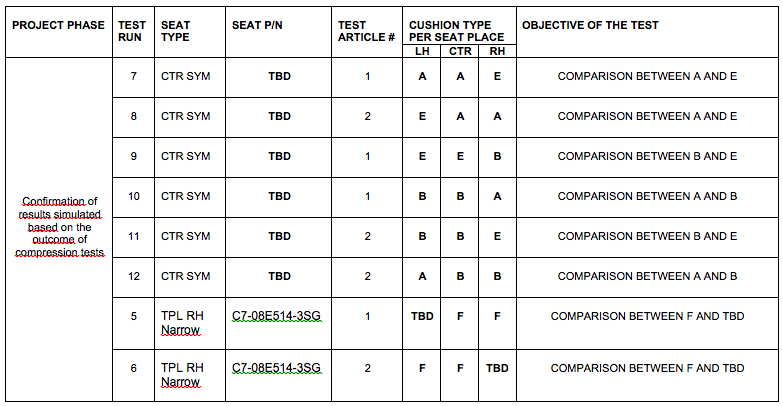 PROJECT PHASE TEST RUN SEAT TYPE SEAT P/N TEST ARTICLE # CUSHION TYPE PER SEAT PLACE OBJECTIVE OF THE TEST
LH CTR RH
Confirmation of
results simulated
based on the
outcome of
compression tests
7 CTR SYM TBD 1 A A E COMPARISON BETWEEN A AND E
8 CTR SYM TBD 2 E A A COMPARISON BETWEEN A AND E
9 CTR SYM TBD 1 E E B COMPARISON BETWEEN B AND E
10 CTR SYM TBD 1 B B A COMPARISON BETWEEN A AND B
11 CTR SYM TBD 2 B B E COMPARISON BETWEEN B AND E
12 CTR SYM TBD 2 A B B COMPARISON BETWEEN A AND B
5 TPL RH Narrow C7-08E514-3SG 1 TBD F F COMPARISON BETWEEN F AND TBD
6 TPL RH Narrow C7-08E514-3SG 2 F F TBD COMPARISON BETWEEN F AND TBD